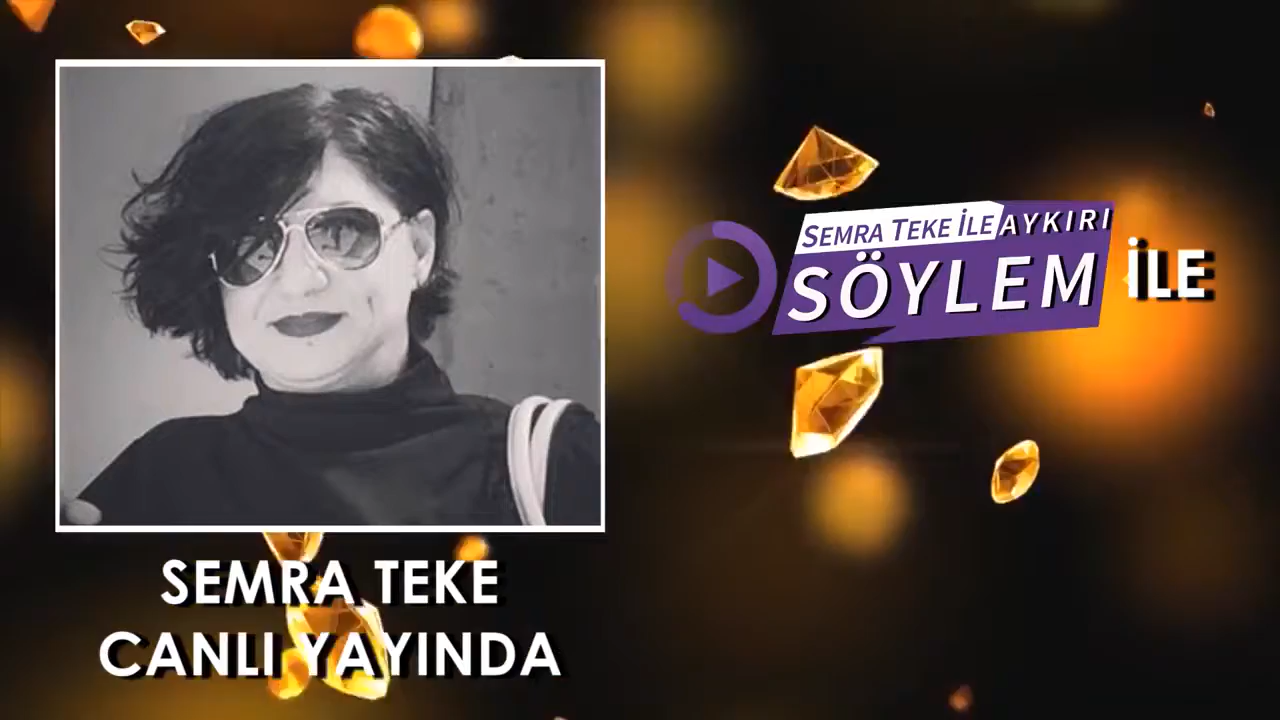 SEMRA TEKE İLE AYKIRI
SÖYLEM
İLE
SEMRA TEKE
CANLI YAYINDA